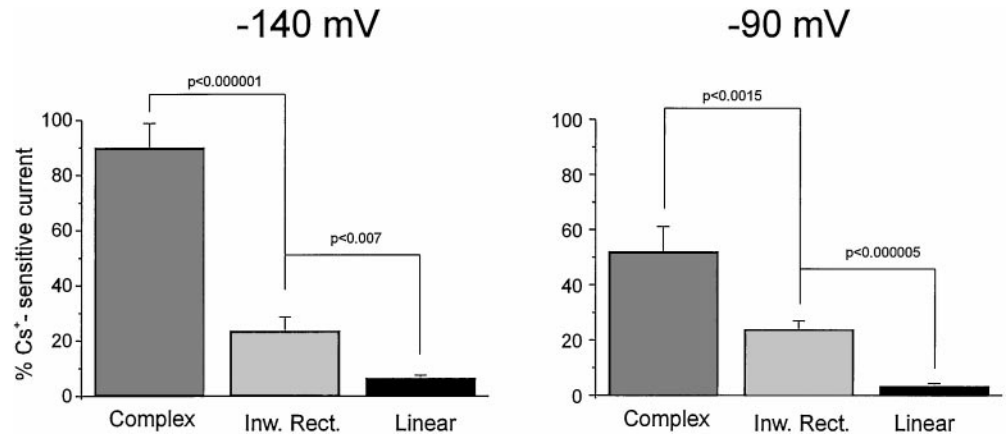 -140 mV
-90 mV
p<0.000001
p<0.007
% Cs⁺- sensitive current
100
80
60
40
20
0
Complex
Inw. Rect.
Linear
p<0.0015
p<0.000005
100
80
60
40
20
0
Complex
Inw. Rect.
Linear